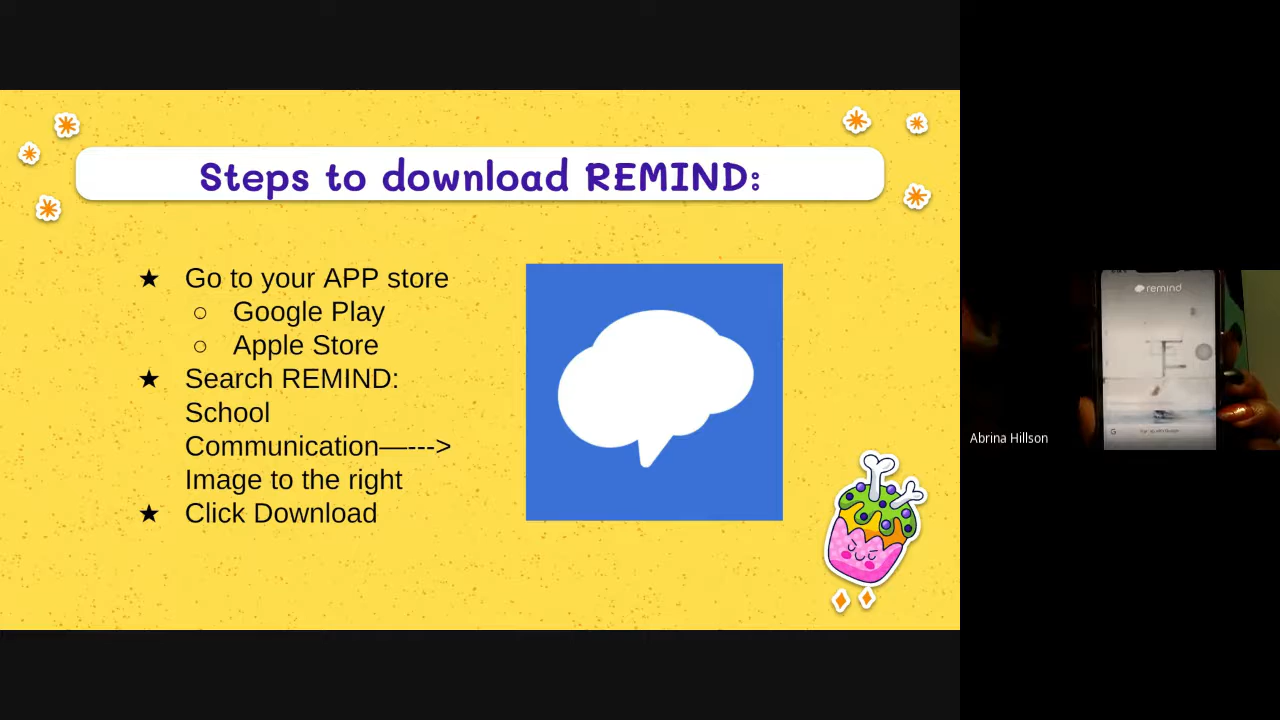 Steps to download REMIND:
★ Go to your APP store
○ Google Play
○ Apple Store
★ Search REMIND:
School
Communication—--->
Image to the right
★ Click Download
remind
Abrina Hillson